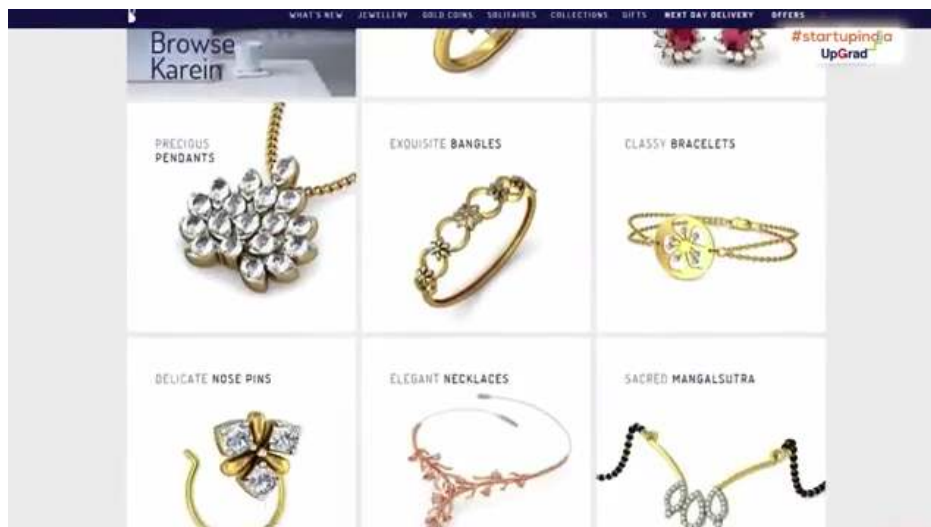 WHAT'S NEW JEWELLERY GOLD COINS SOLITAIRES COLLECTIONS GIFTS NEXT DAY DELIVERY OFFERS
#startupindia
UpGrad
Browse
Karein
PRECIOUS
PENDANTS
EXQUISITE BANGLES
CLASSY BRACELETS
DELICATE NOSE PINS
ELEGANT NECKLACES
SACRED MANGALSUTRA